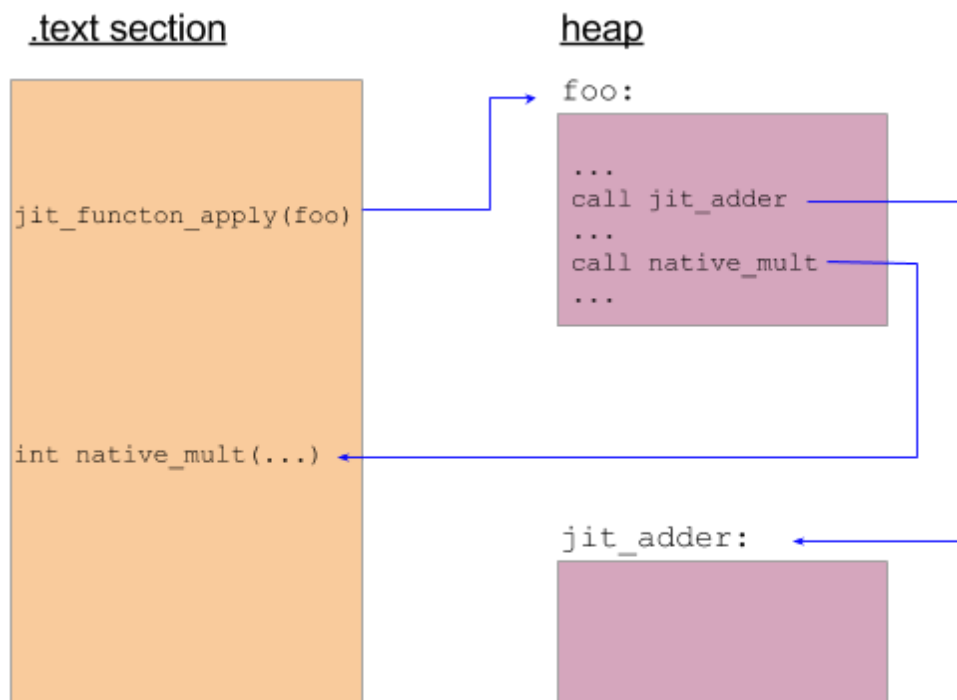 .text section
heap
foo:
...
call jit_adder
...
call native_mult
...
jit_functon_apply(foo)
int native_mult(...)
jit_adder: